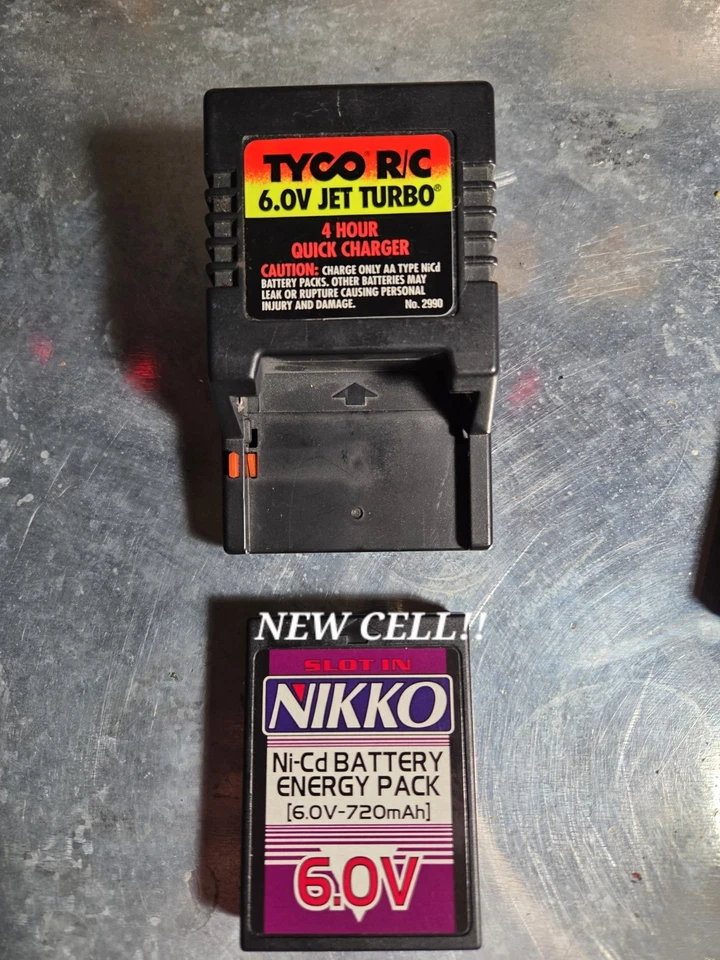 TYCO R/C
6.0V JET TURBO®
4 HOUR
QUICK CHARGER
CAUTION: CHARGE ONLY AA TYPE NiCd
BATTERY PACKS. OTHER BATTERIES MAY
LEAK OR RUPTURE CAUSING PERSONAL
INJURY AND DAMAGE. No. 2990
NEW CELL!!
SLOT IN
NIKKO
Ni-Cd BATTERY
ENERGY PACK
[6.0V-720mAh]
6.0V